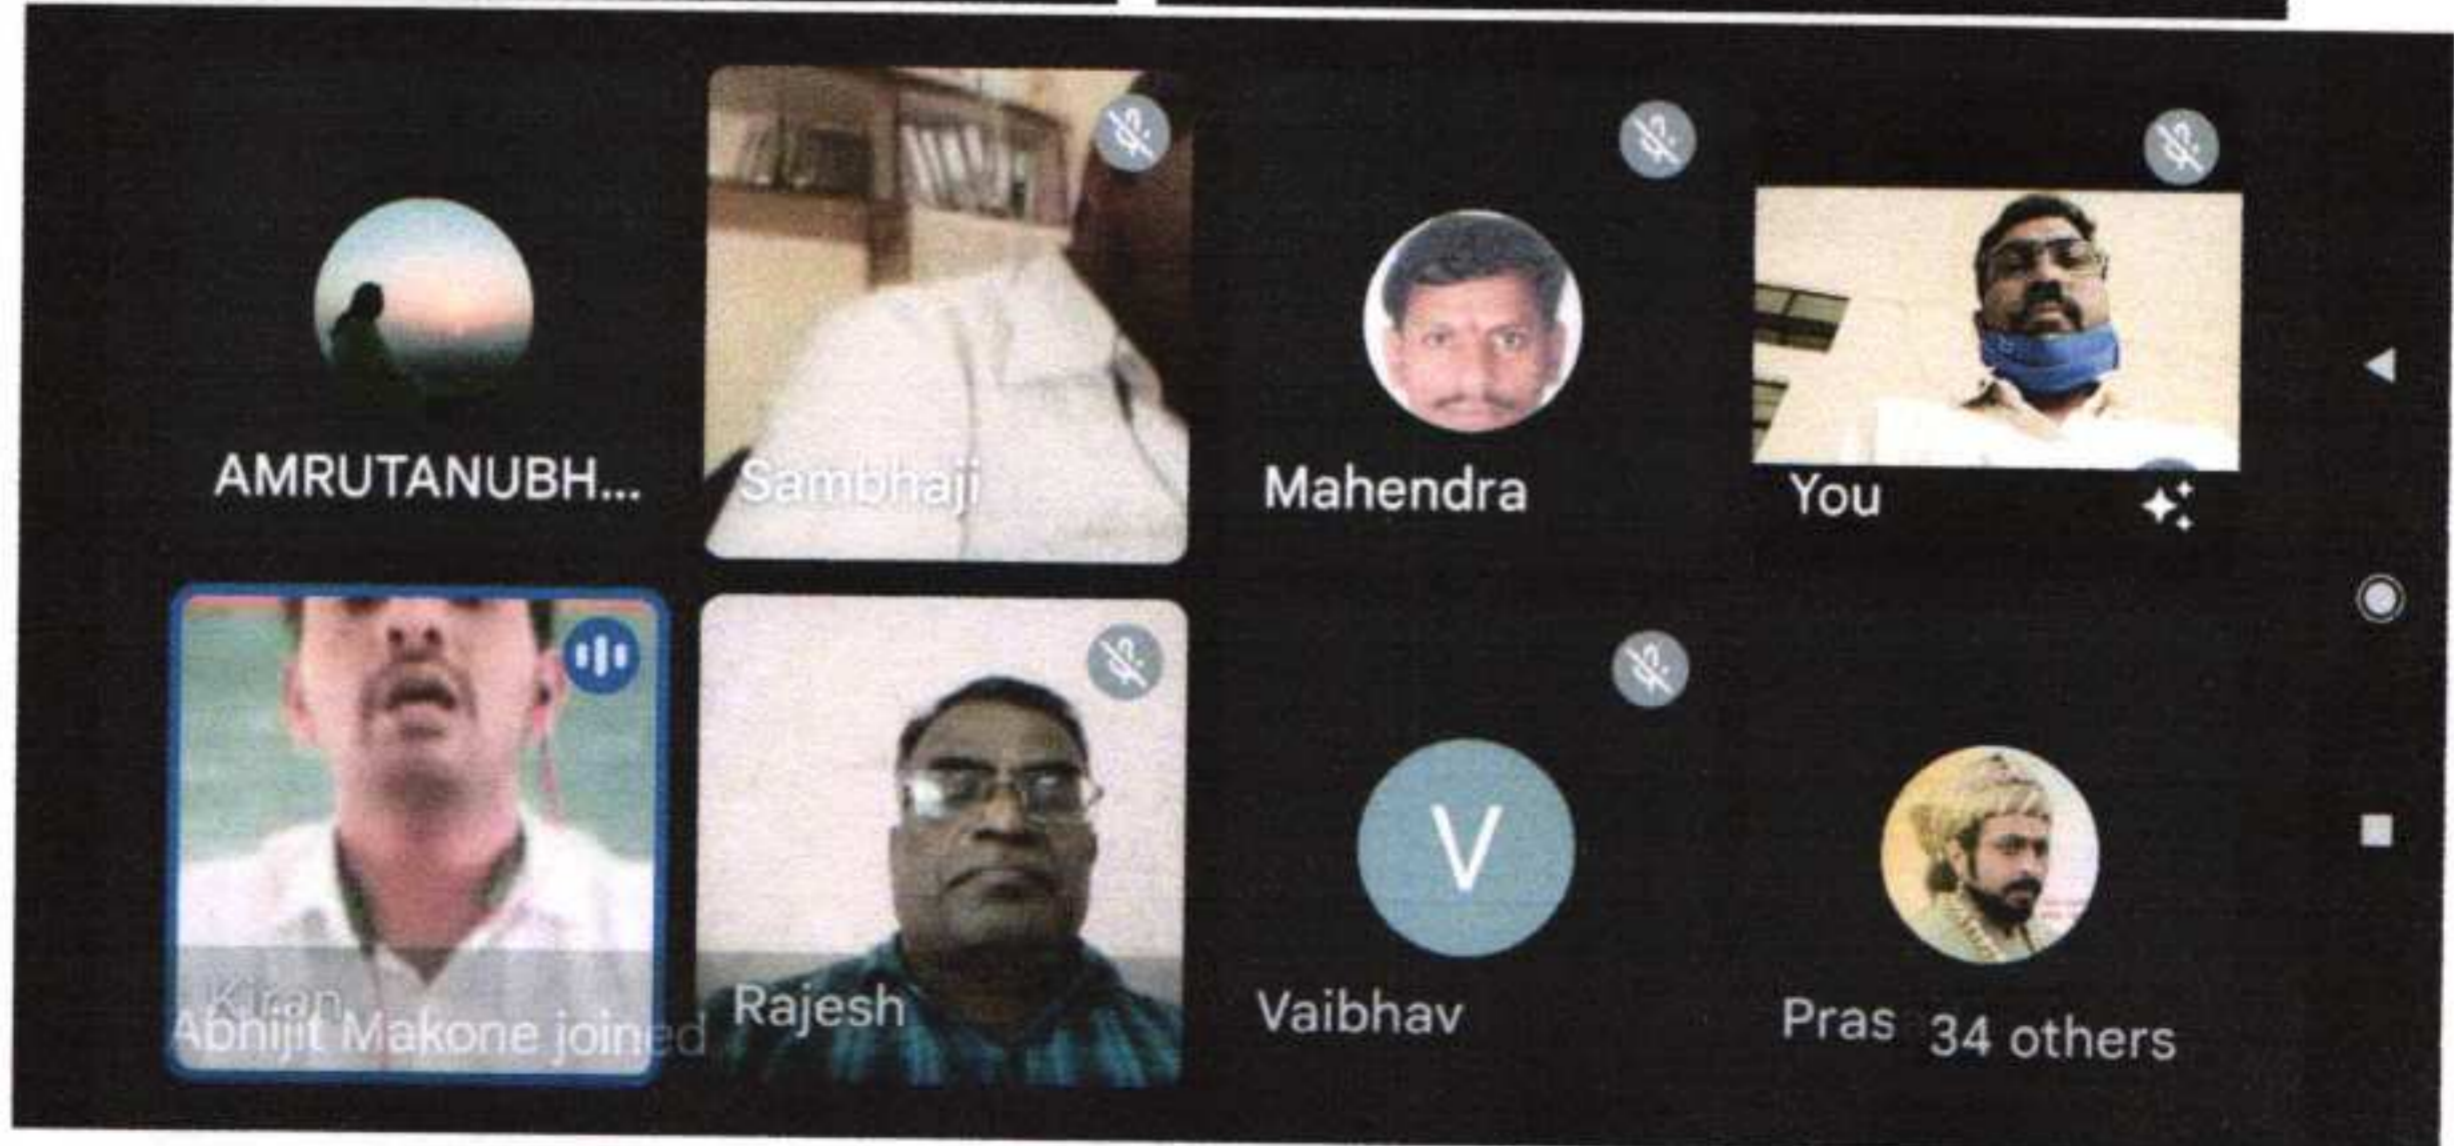 AMRUTANUBH...
Sambhaji
Mahendra
You
Kiran
Abhijit Makone joined
Rajesh
V
Vaibhav
Pras
34 others